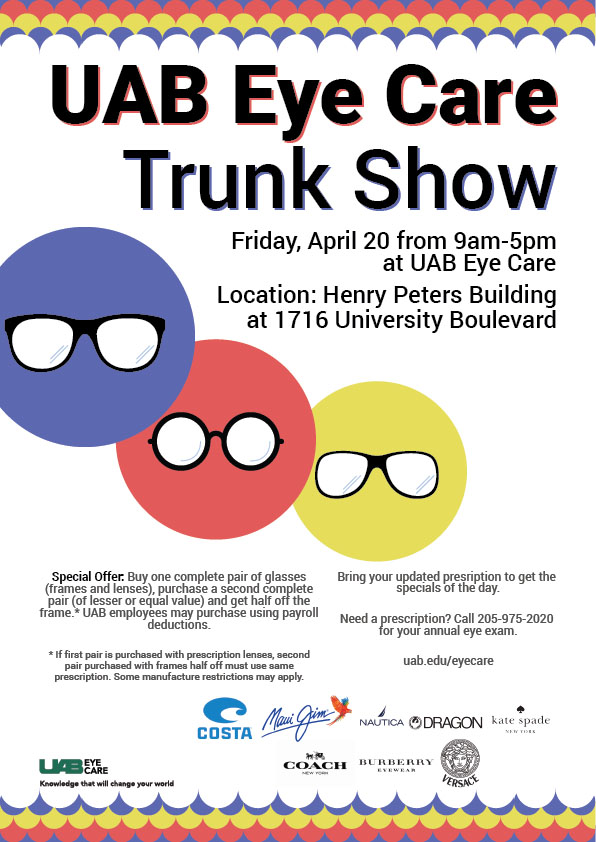 UAB Eye Care
Trunk Show
Friday, April 20 from 9am-5pm
at UAB Eye Care
Location: Henry Peters Building
at 1716 University Boulevard
Special Offer: Buy one complete pair of glasses
(frames and lenses), purchase a second complete
pair (of lesser or equal value) and get half off the
frame.* UAB employees may purchase using payroll
deductions.
* If first pair is purchased with prescription lenses, second
pair purchased with frames half off must use same
prescription. Some manufacture restrictions may apply.
Bring your updated presription to get the
specials of the day.
Need a prescription? Call 205-975-2020
for your annual eye exam.
uab.edu/eyecare
COSTA
Maui Jim
NAUTICA
DRAGON
kate spade
NEW YORK
COACH
NEW YORK
BURBERRY
EYEWEAR
VERSACE
UAB EYE
CARE
Knowledge that will change your world